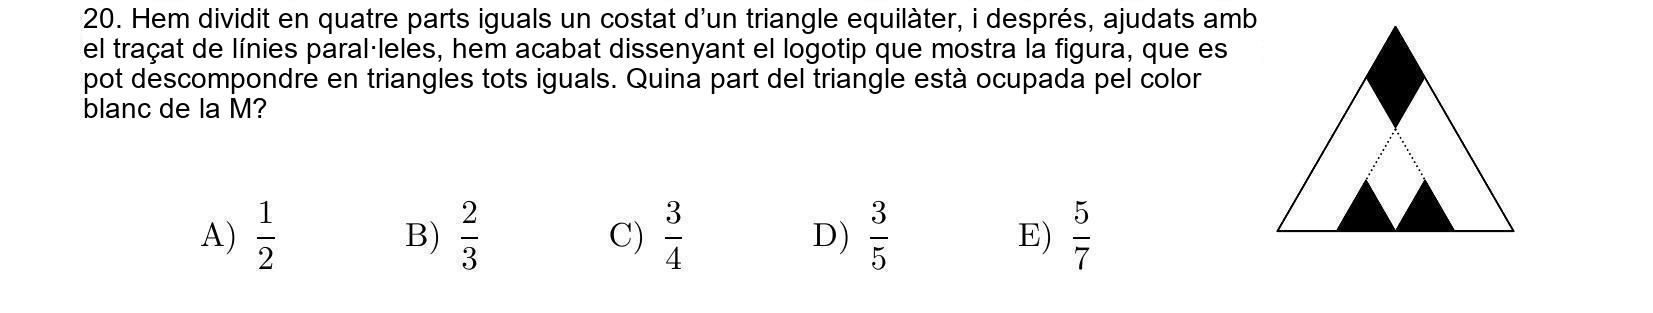 20. Hem dividit en quatre parts iguals un costat d’un triangle equilàter, i després, ajudats amb
el traçat de línies paral·leles, hem acabat dissenyant el logotip que mostra la figura, que es
pot descompondre en triangles tots iguals. Quina part del triangle està ocupada pel color
blanc de la M?
A) 1/2 B) 2/3 C) 3/4 D) 3/5 E) 5/7